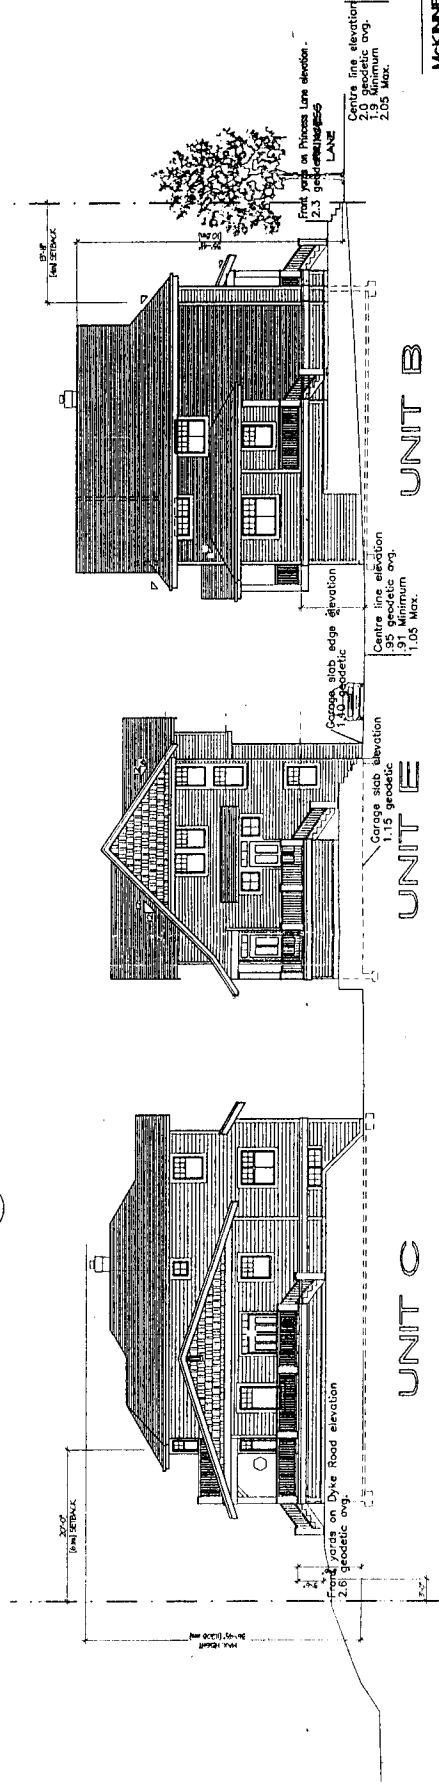 McKINNE
Centre line elevation
2.0 geodetic avg.
1.9 Minimum
2.05 Max.
Front yards on Princess Lane elevation-
2.3 geodetic
LANE
SETBACK
UNIT B
Centre line elevation
.95 geodetic avg.
.91 Minimum
1.05 Max.
Garage slab edge elevation
1.40 geodetic
Garage slab elevation
1.15 geodetic
UNIT E
UNIT C
Front yards on Dyke Road elevation
2.6 geodetic avg.
20'-0"
SETBACK
MAX. HEIGHT